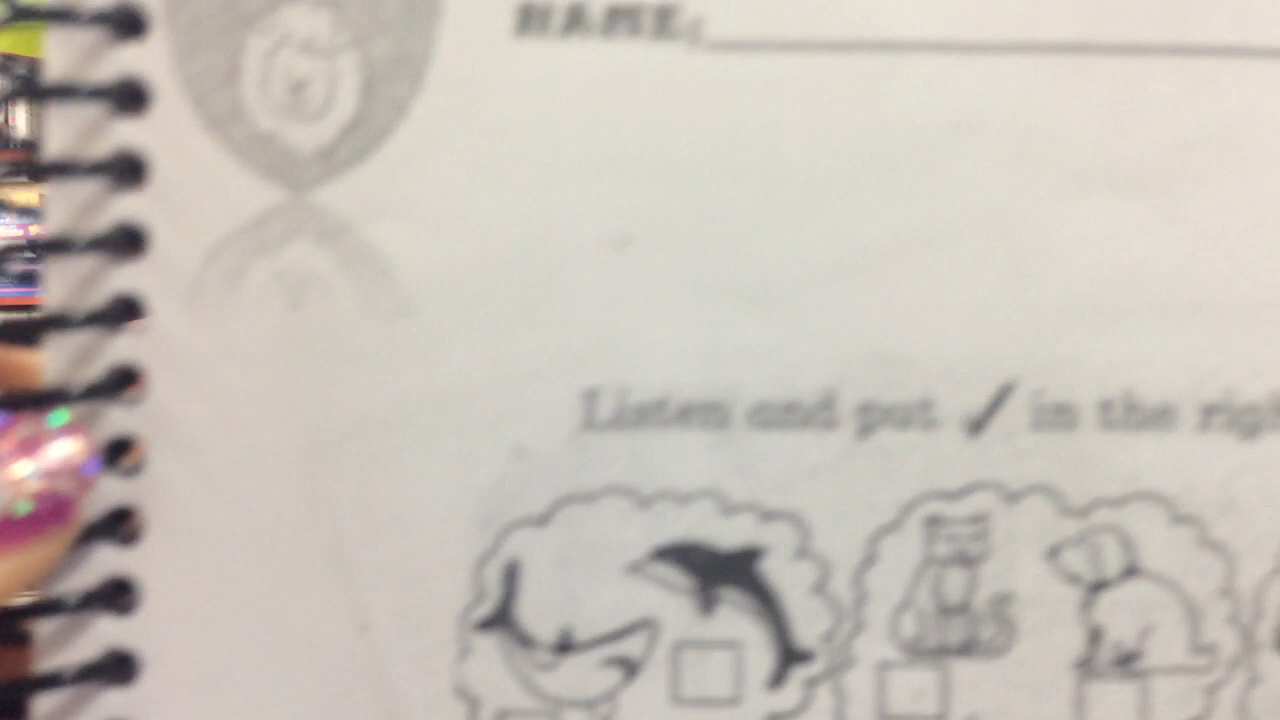 NAME:
Listen and put ✓ in the